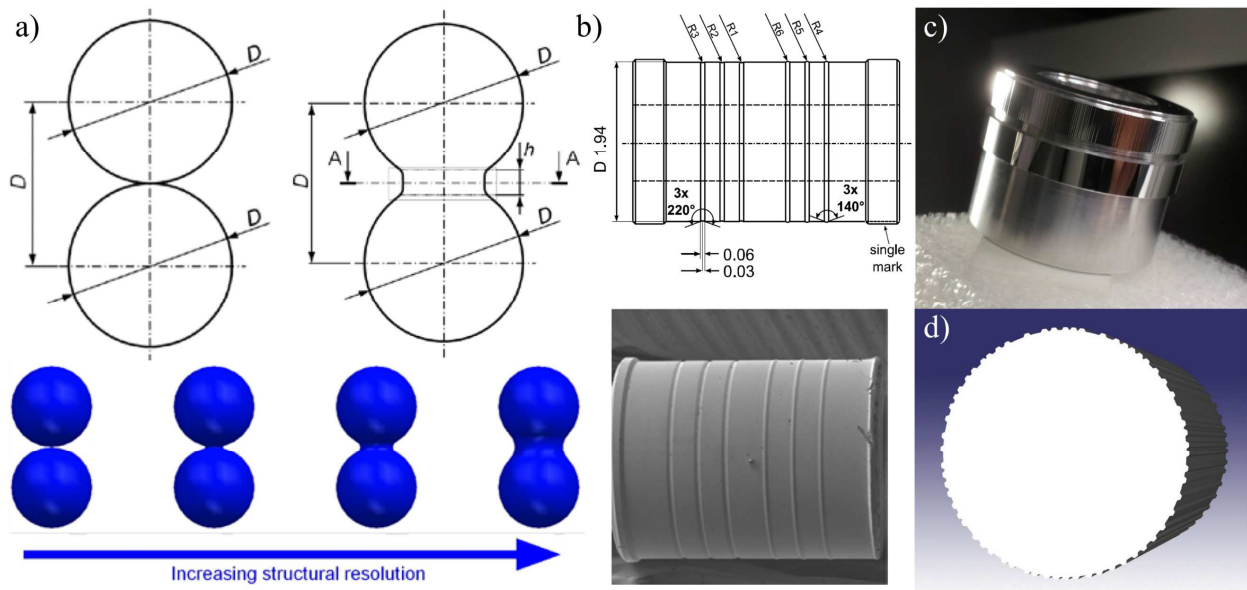 a)
D
D
D
D
D
D
h
A
A
Increasing structural resolution
b)
R3
R2
R1
R6
R5
R4
D 1.94
3x
220°
3x
140°
0.06
0.03
single
mark
c)
d)